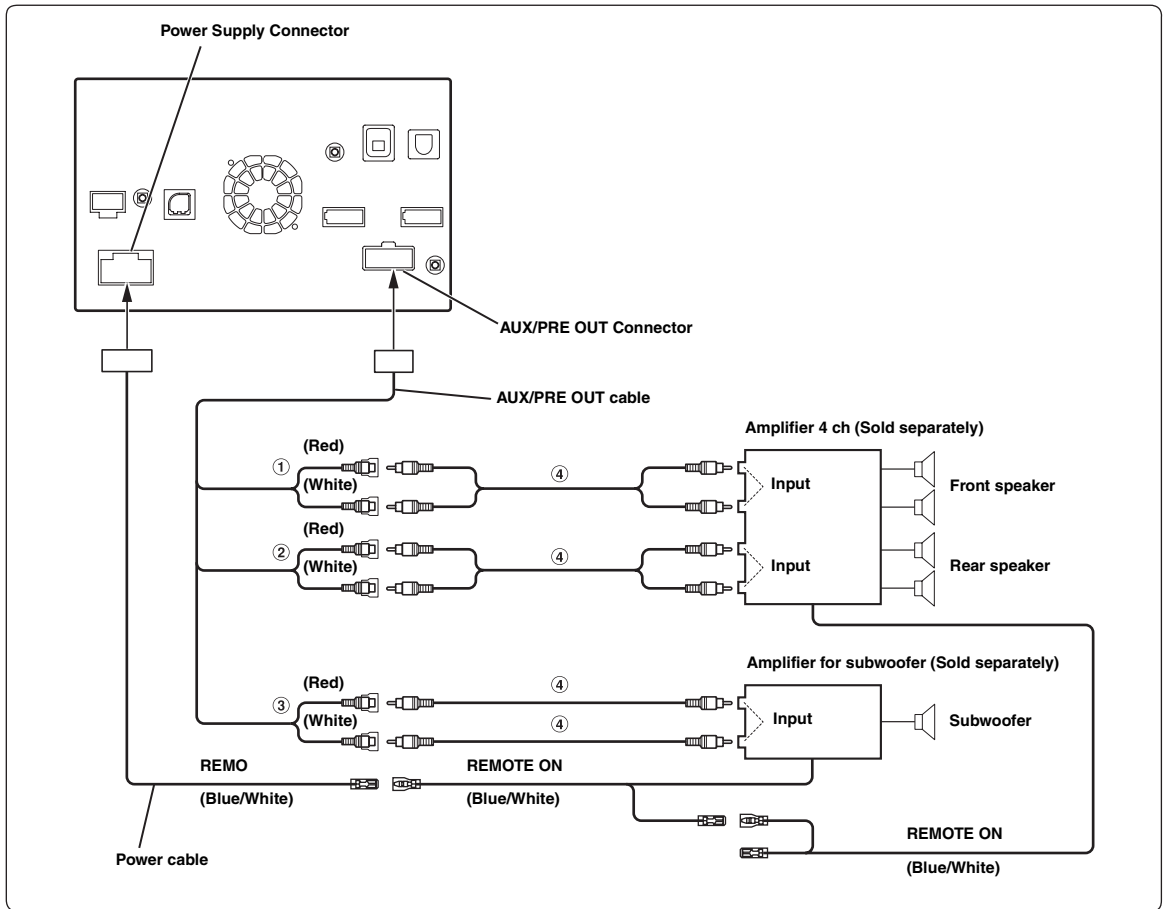 Power Supply Connector
AUX/PRE OUT Connector
AUX/PRE OUT cable
Amplifier 4 ch (Sold separately)
(Red)
①
(White)
④
Input
Front speaker
(Red)
②
(White)
④
Input
Rear speaker
Amplifier for subwoofer (Sold separately)
(Red)
④
③
(White)
④
Input
Subwoofer
REMO
(Blue/White)
REMOTE ON
(Blue/White)
REMOTE ON
(Blue/White)
Power cable